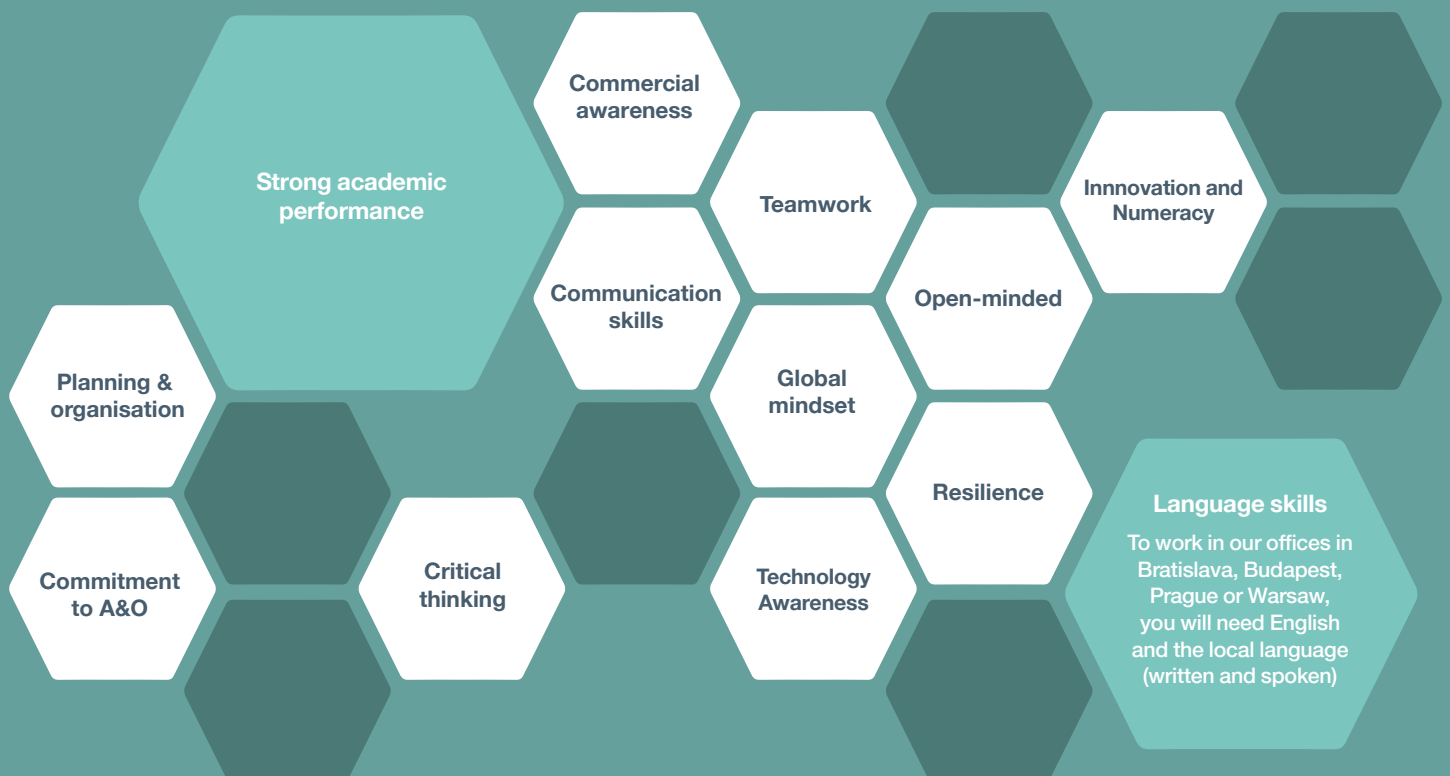 Strong academic
performance
Commercial
awareness
Teamwork
Innnovation and
Numeracy
Communication
skills
Open-minded
Planning &
organisation
Global
mindset
Resilience
Commitment
to A&O
Critical
thinking
Technology
Awareness
Language skills
To work in our offices in
Bratislava, Budapest,
Prague or Warsaw,
you will need English
and the local language
(written and spoken)